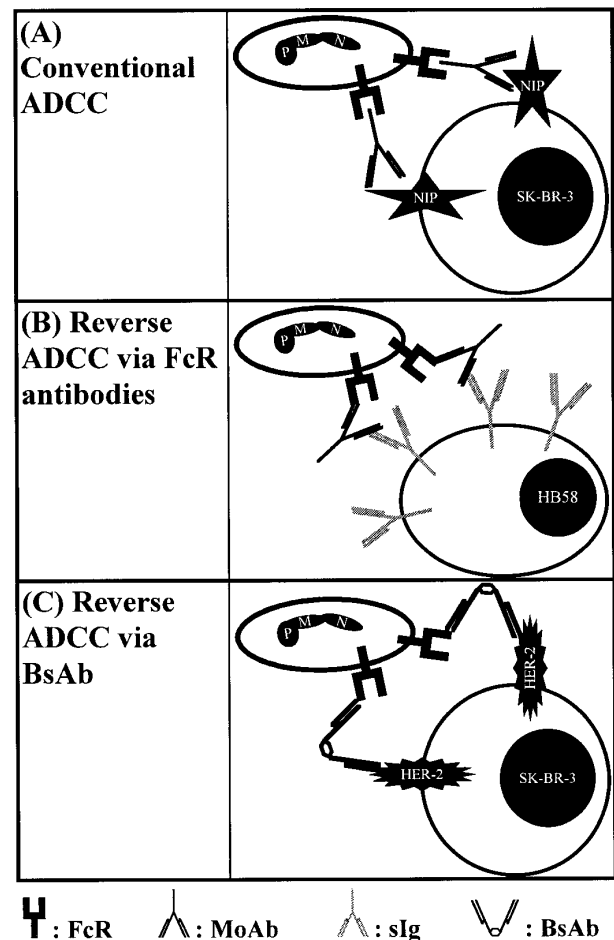 (A)
Conventional
ADCC
P M N
NIP
NIP
SK-BR-3
(B) Reverse
ADCC via FcR
antibodies
P M N
HB58
(C) Reverse
ADCC via
BsAb
P M N
HER-2
HER-2
SK-BR-3
: FcR : MoAb : sIg : BsAb